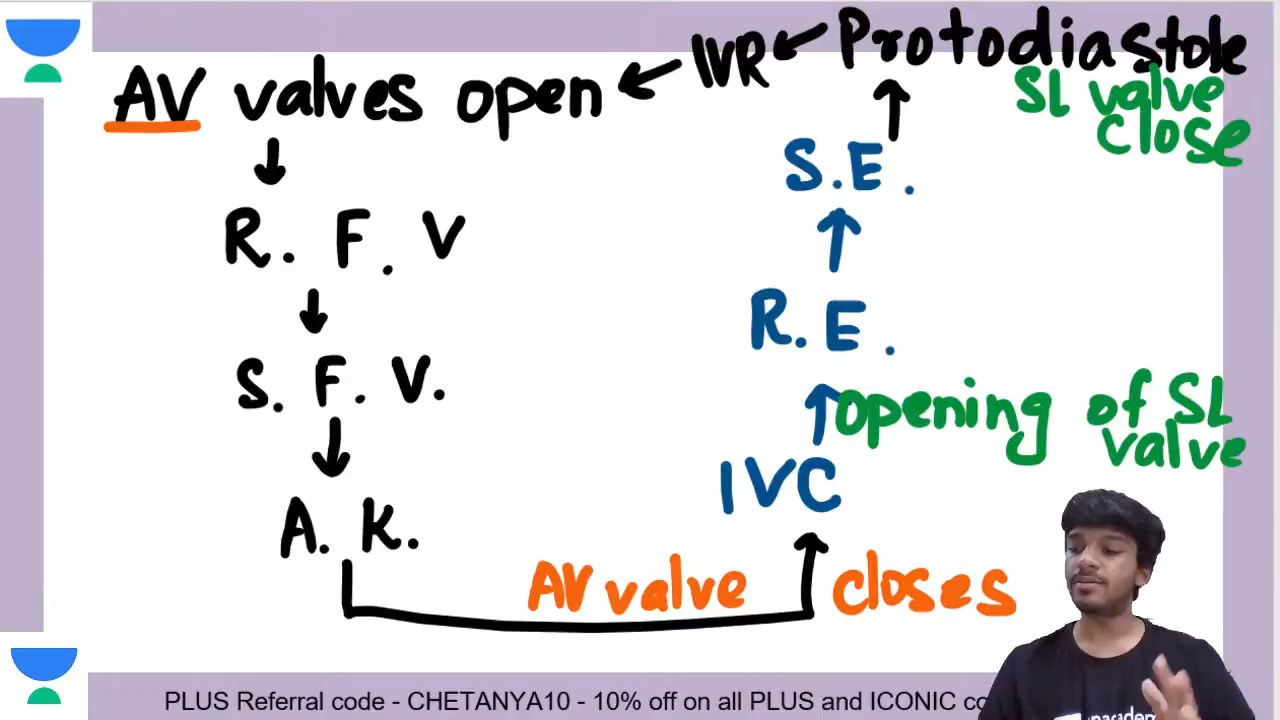 AV valves open ← IVR ← Protodiastole
SL valve
close
S.E.
R. F. V
R.E.
S. F. V.
opening of SL
valve
IVC
A. K.
AV valve closes
PLUS Referral code - CHETANYA10 - 10% off on all PLUS and ICONIC co